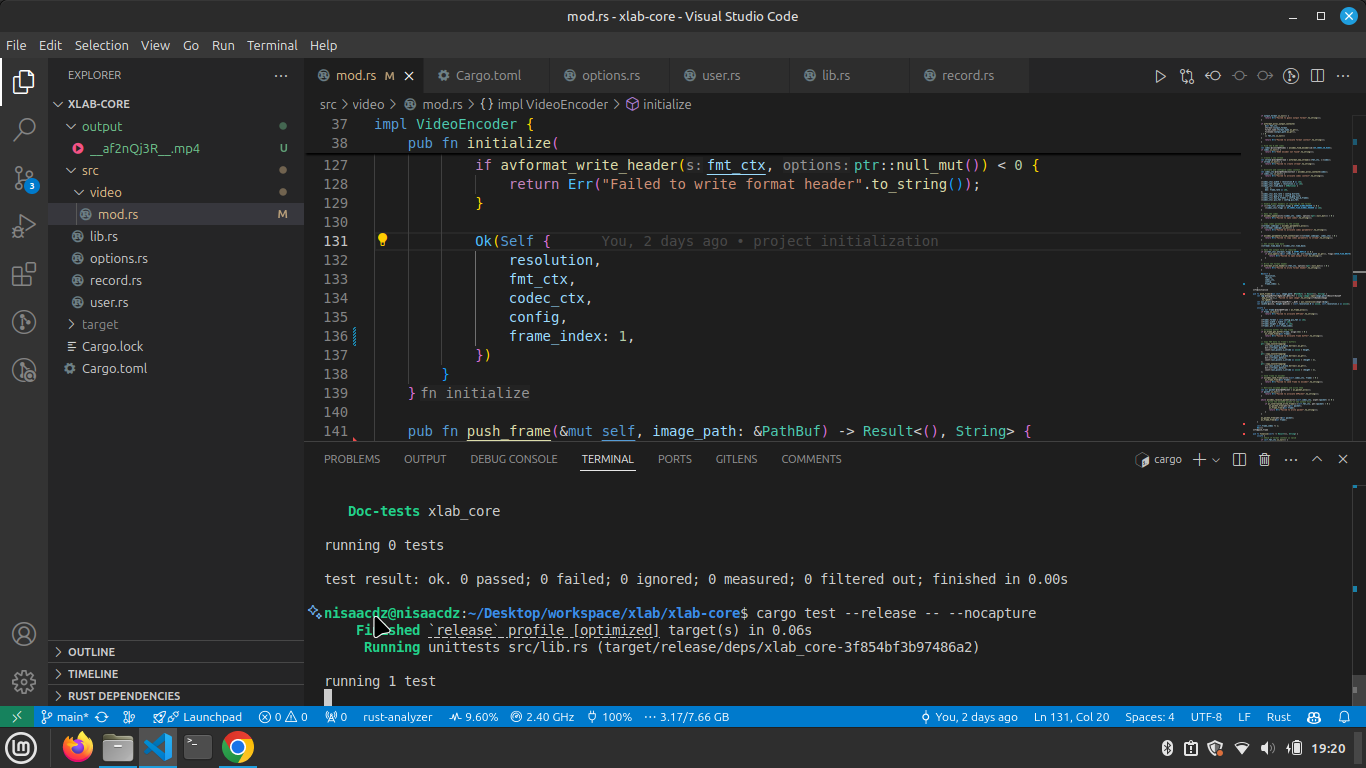 mod.rs - xlab-core - Visual Studio Code
File Edit Selection View Go Run Terminal Help
EXPLORER
XLAB-CORE
output
__af2nQj3R__.mp4 U
src
video
mod.rs M
lib.rs
options.rs
record.rs
user.rs
target
Cargo.lock
Cargo.toml
OUTLINE
TIMELINE
RUST DEPENDENCIES
3
mod.rs M
Cargo.toml
options.rs
user.rs
lib.rs
record.rs
src > video > mod.rs > {} impl VideoEncoder > initialize
37 impl VideoEncoder {
38 pub fn initialize(
127 if avformat_write_header(s: fmt_ctx, options: ptr::null_mut()) < 0 {
128 return Err("Failed to write format header".to_string());
129 }
130
131 Ok(Self { You, 2 days ago • project initialization
132 resolution,
133 fmt_ctx,
134 codec_ctx,
135 config,
136 frame_index: 1,
137 })
138 }
139 } fn initialize
140
141 pub fn push_frame(&mut self, image_path: &PathBuf) -> Result<(), String> {
PROBLEMS OUTPUT DEBUG CONSOLE TERMINAL PORTS GITLENS COMMENTS
cargo
Doc-tests xlab_core
running 0 tests
test result: ok. 0 passed; 0 failed; 0 ignored; 0 measured; 0 filtered out; finished in 0.00s
nisaacdz@nisaacdz:~/Desktop/workspace/xlab/xlab-core$ cargo test --release -- --nocapture
Finished `release` profile [optimized] target(s) in 0.06s
Running unittests src/lib.rs (target/release/deps/xlab_core-3f854bf3b97486a2)
running 1 test
main* Launchpad 0 0 0 rust-analyzer 9.60% 2.40 GHz 100% 3.17/7.66 GB You, 2 days ago Ln 131, Col 20 Spaces: 4 UTF-8 LF Rust
19:20